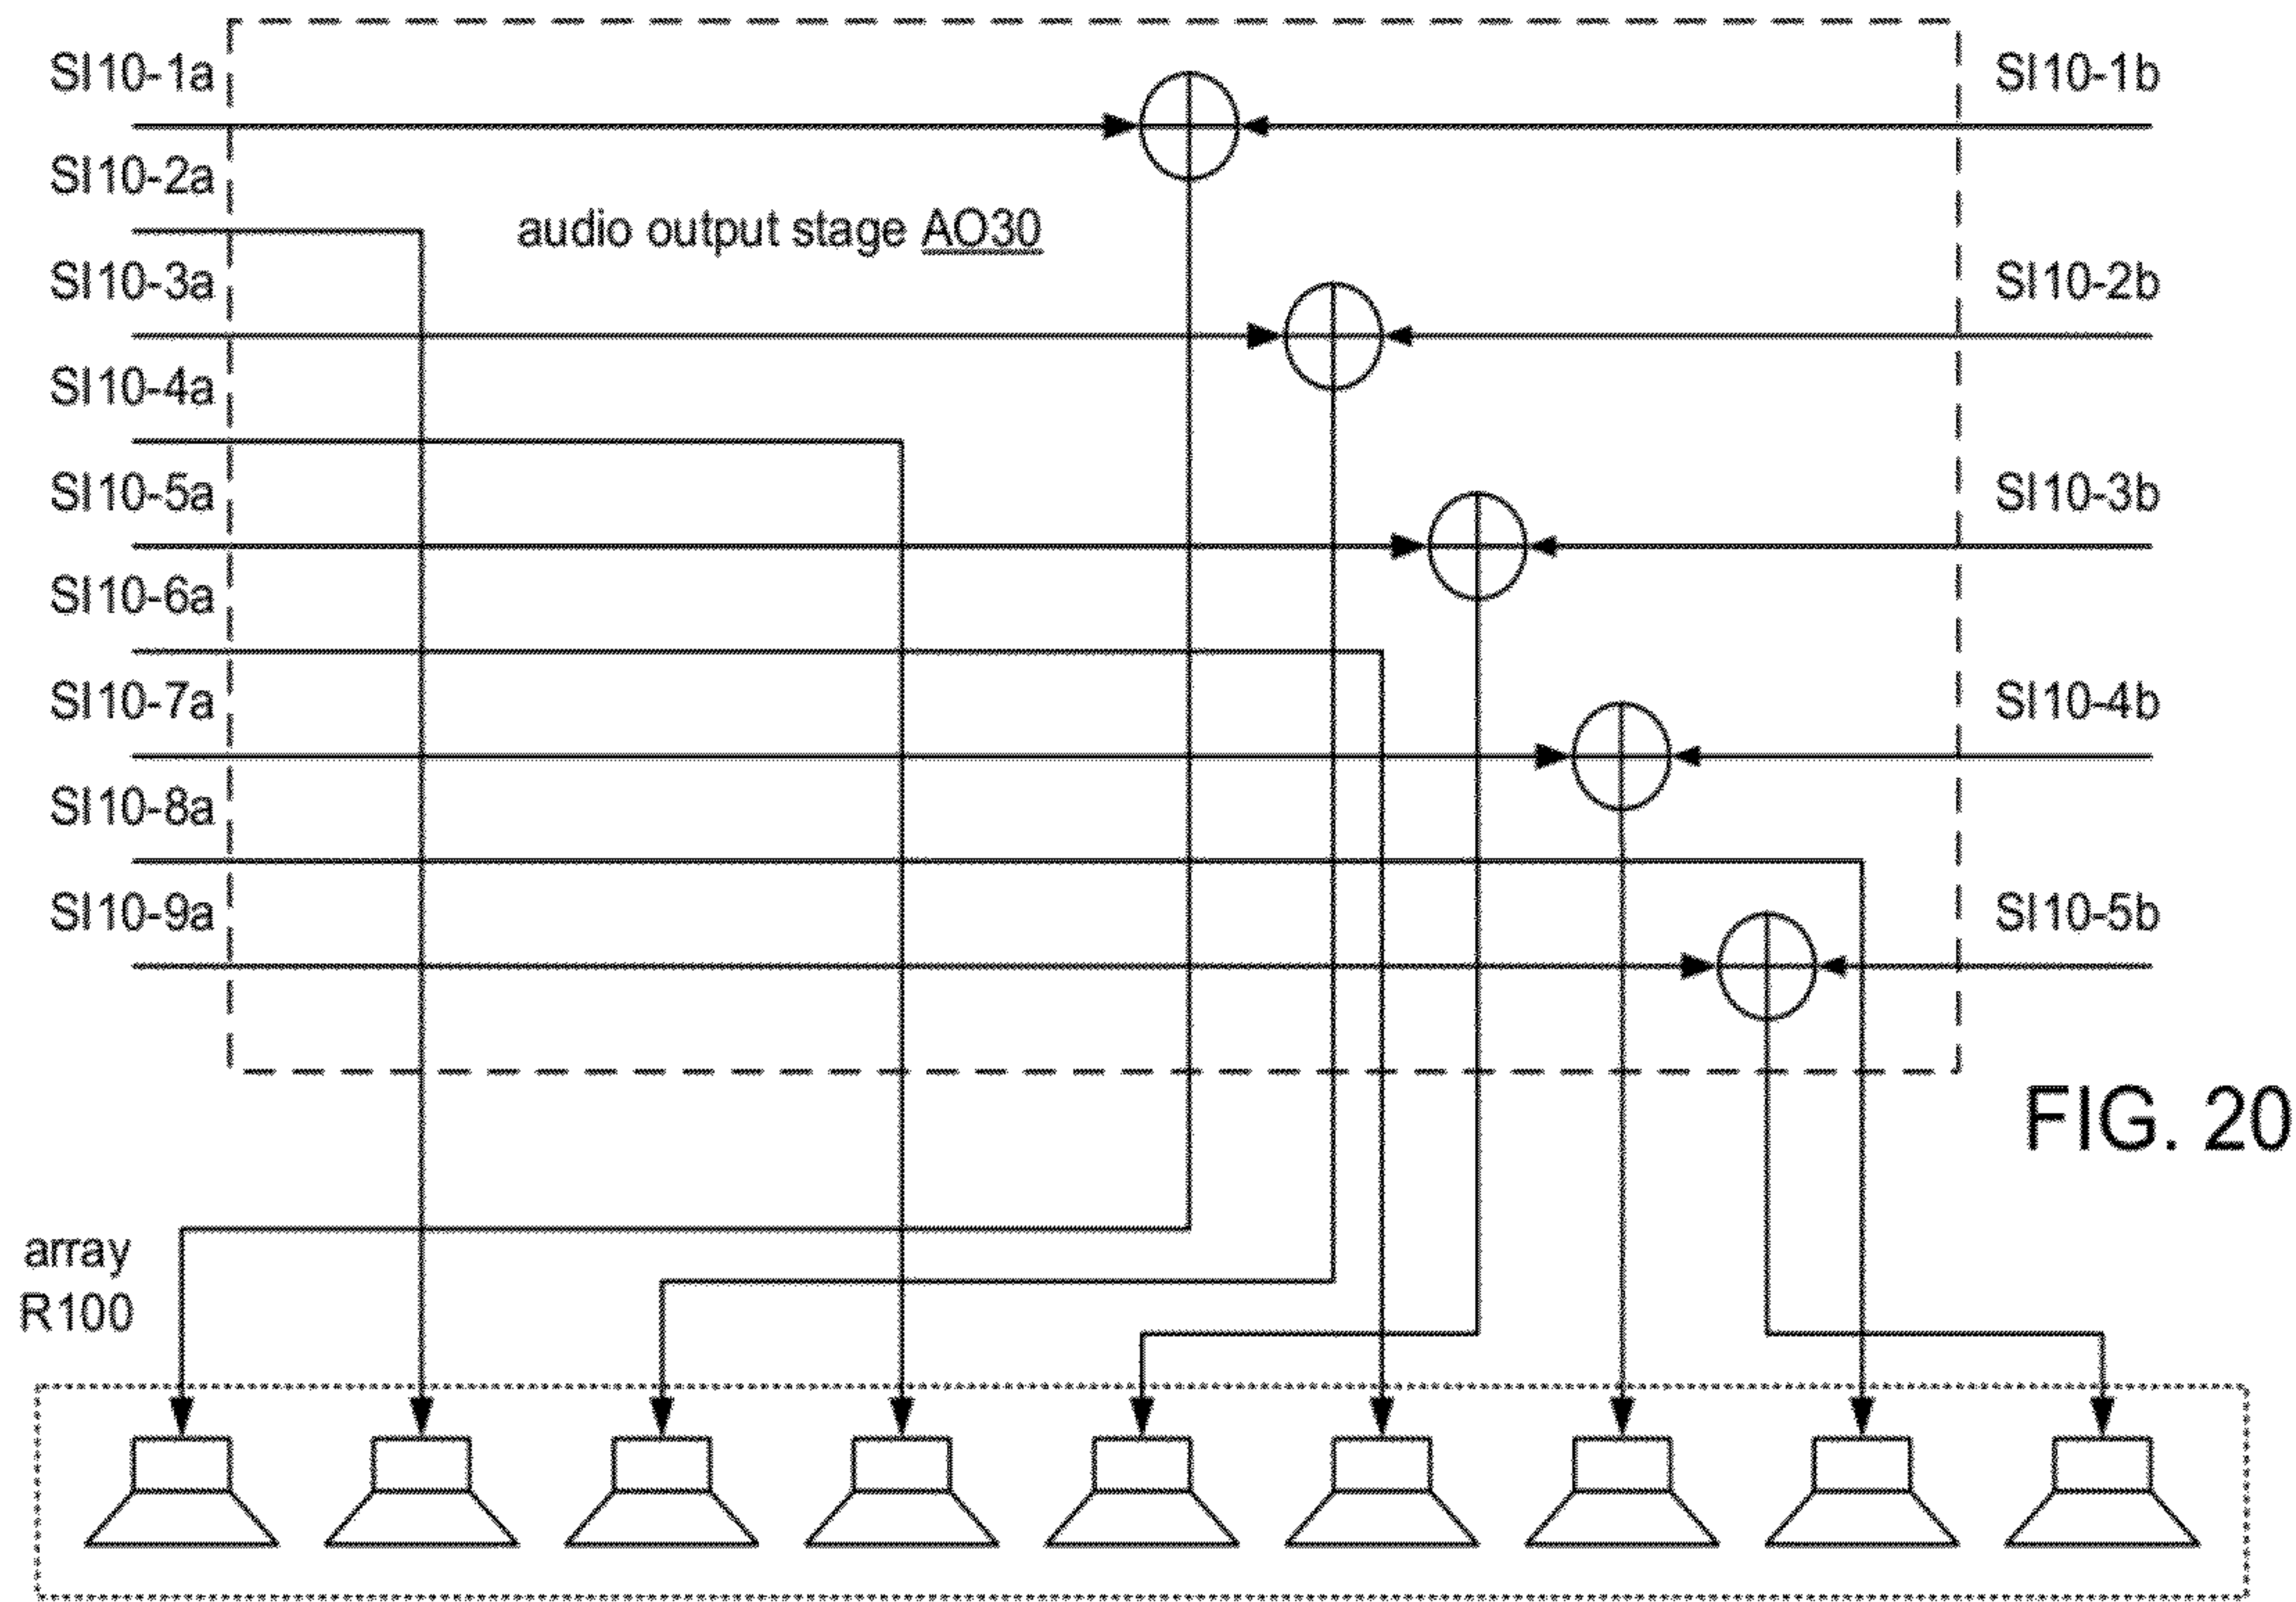 SI10-1a
SI10-1b
SI10-2a
audio output stage AO30
SI10-3a
SI10-2b
SI10-4a
SI10-5a
SI10-3b
SI10-6a
SI10-7a
SI10-4b
SI10-8a
SI10-9a
SI10-5b
FIG. 20
array
R100